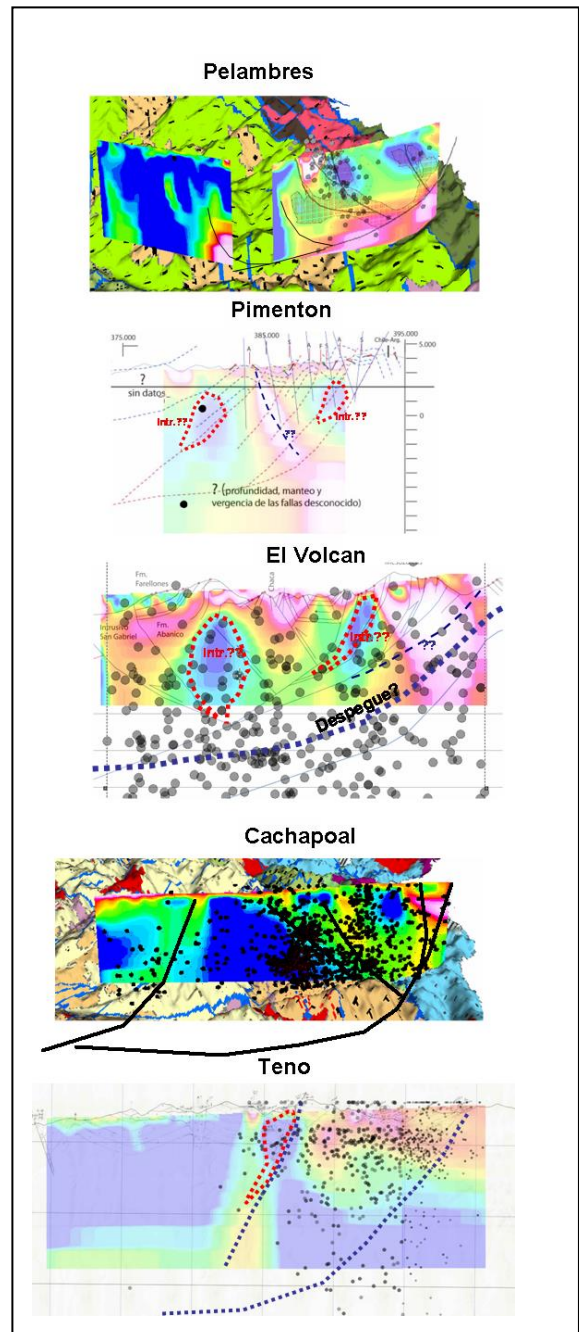 Pelambres
Pimenton
375.000
385.000
395.000
Chile-Arg.
5.000
?
sin datos
0
Intr.??
Intr.??
??
? (profundidad, manteo y
vergencia de las fallas desconocido)
El Volcan
Fm.
Farellones
Chaca
Intrusivo
San Gabriel
Fm.
Abanico
Intr.??
Intr.??
??
Despegue?
Cachapoal
Teno